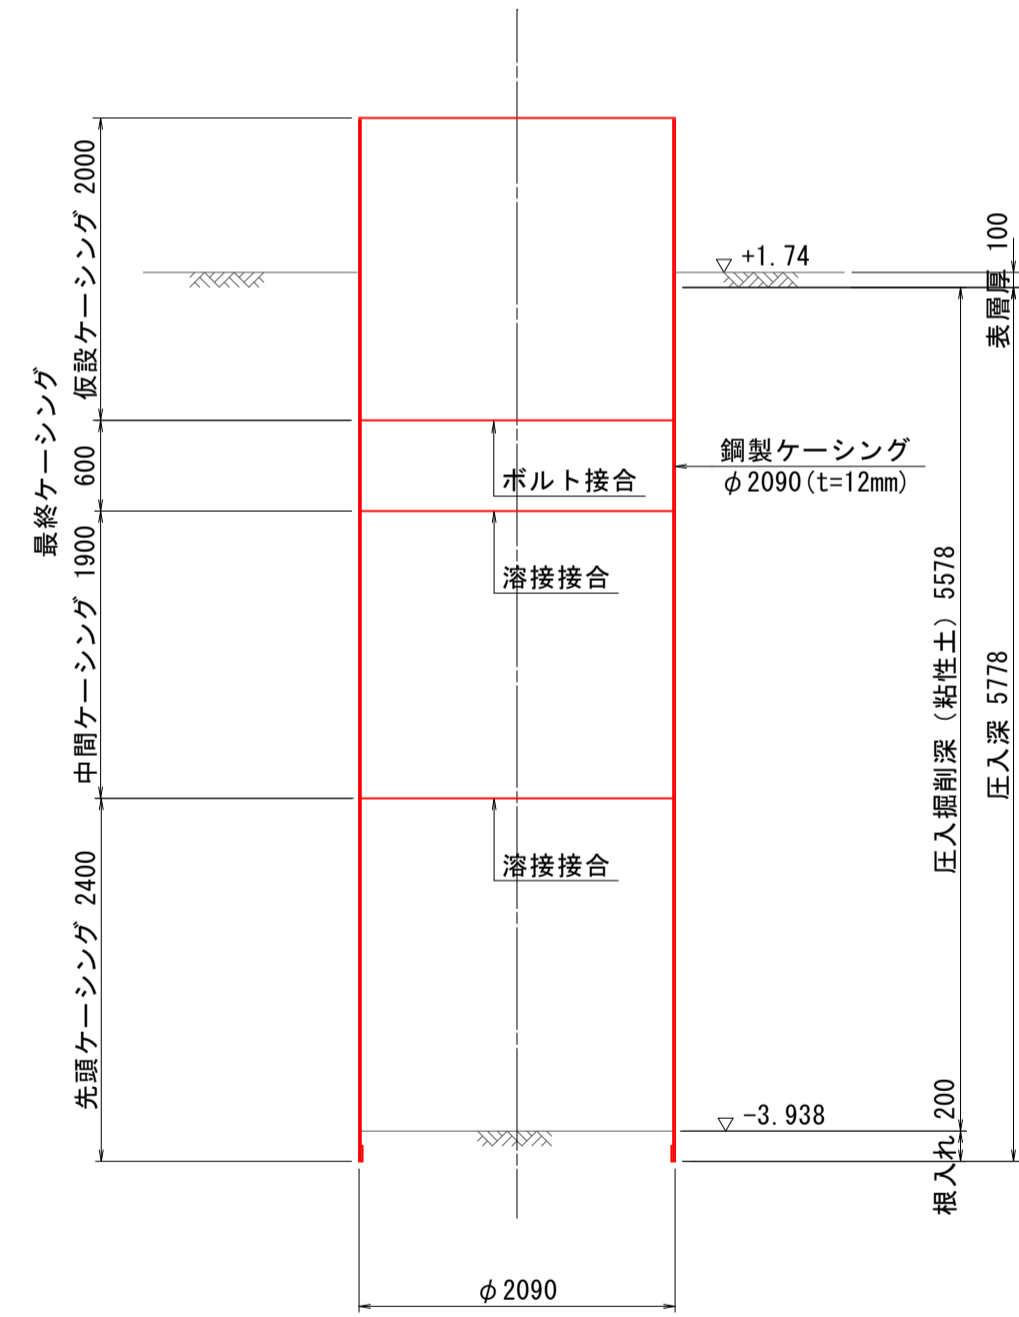 仮設ケーシング 2000
最終ケーシング
600
中間ケーシング 1900
先頭ケーシング 2400
+1.74
表層厚 100
ボルト接合
鋼製ケーシング
φ2090(t=12mm)
溶接接合
溶接接合
圧入掘削深（粘性土）5578
圧入深 5778
-3.938
根入れ 200
φ2090